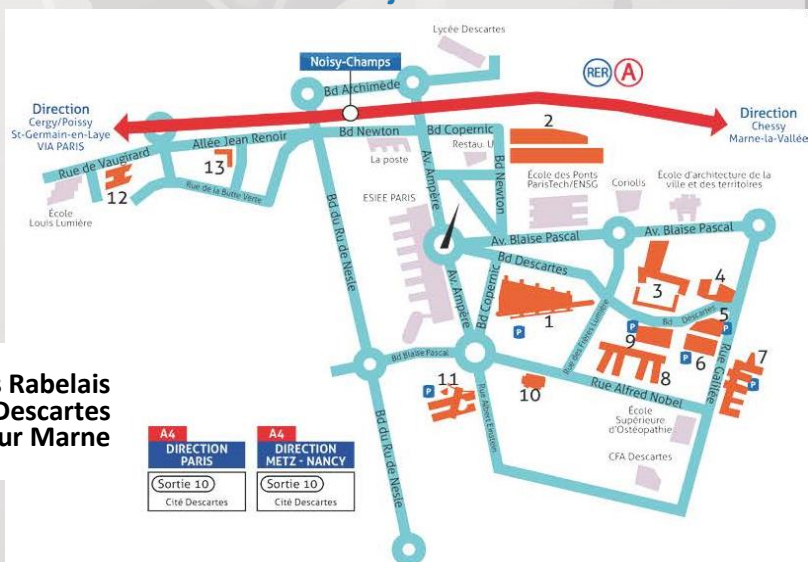 Lycée Descartes
Noisy-Champs
Bd Archimède
RER A
Direction
Cergy/Poissy
St-Germain-en-Laye
VIA PARIS
Direction
Chessy
Marne-la-Vallée
Rue de Vaugirard
Allée Jean Renoir
Bd Newton
Bd Copernic
2
La poste
Restau. U
Av. Ampère
Bd Newton
13
12
Rue de la Butte Verte
École
Louis Lumière
École des Ponts
ParisTech/ENSG
Coriolis
École d'architecture de la
ville et des territoires
ESIEE PARIS
Bd du Ru de Nesle
Av. Blaise Pascal
Av. Blaise Pascal
Bd Descartes
Av. Ampère
Bd Copernic
3
4
1
P
Rue des Frères Lumière
Bd Descartes
5
P
P
9
P
6
7
P
8
Rue Galilée
Bd Blaise Pascal
P
11
10
Rue Alfred Nobel
Rue Albert Einstein
Bd du Ru de Nesle
École
Supérieure
d'Ostéopathie
CFA Descartes
s Rabelais
Descartes
ur Marne
A4
DIRECTION
PARIS
Sortie 10
Cité Descartes
A4
DIRECTION
METZ - NANCY
Sortie 10
Cité Descartes